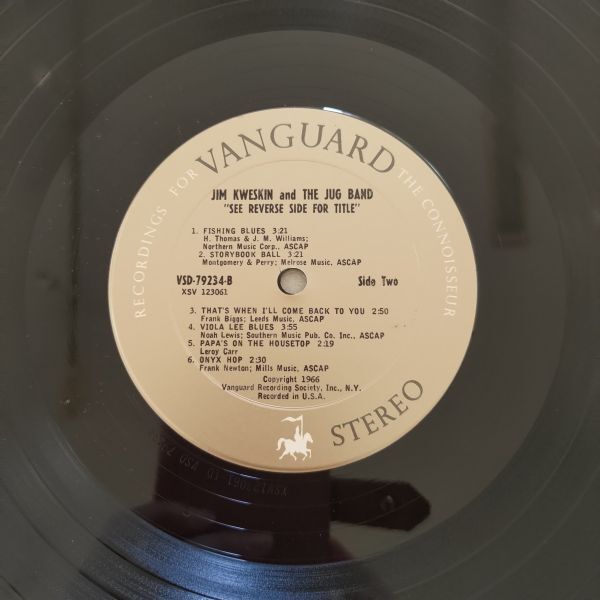 RECORDINGS FOR VANGUARD THE CONNOISSEUR
JIM KWESKIN and THE JUG BAND
"SEE REVERSE SIDE FOR TITLE"
1. FISHING BLUES 3:21
H. Thomas & J. M. Williams;
Northern Music Corp., ASCAP
2. STORYBOOK BALL 3:21
Montgomery & Perry; Melrose Music, ASCAP
VSD-79234-B Side Two
XSV 123061
3. THAT'S WHEN I'LL COME BACK TO YOU 2:50
Frank Biggs; Leeds Music, ASCAP
4. VIOLA LEE BLUES 3:55
Noah Lewis; Southern Music Pub. Co. Inc., ASCAP
5. PAPA'S ON THE HOUSETOP 2:19
Leroy Carr
6. ONYX HOP 2:30
Frank Newton; Mills Music, ASCAP
Copyright 1966
Vanguard Recording Society, Inc., N.Y.
Recorded in U.S.A.
STEREO